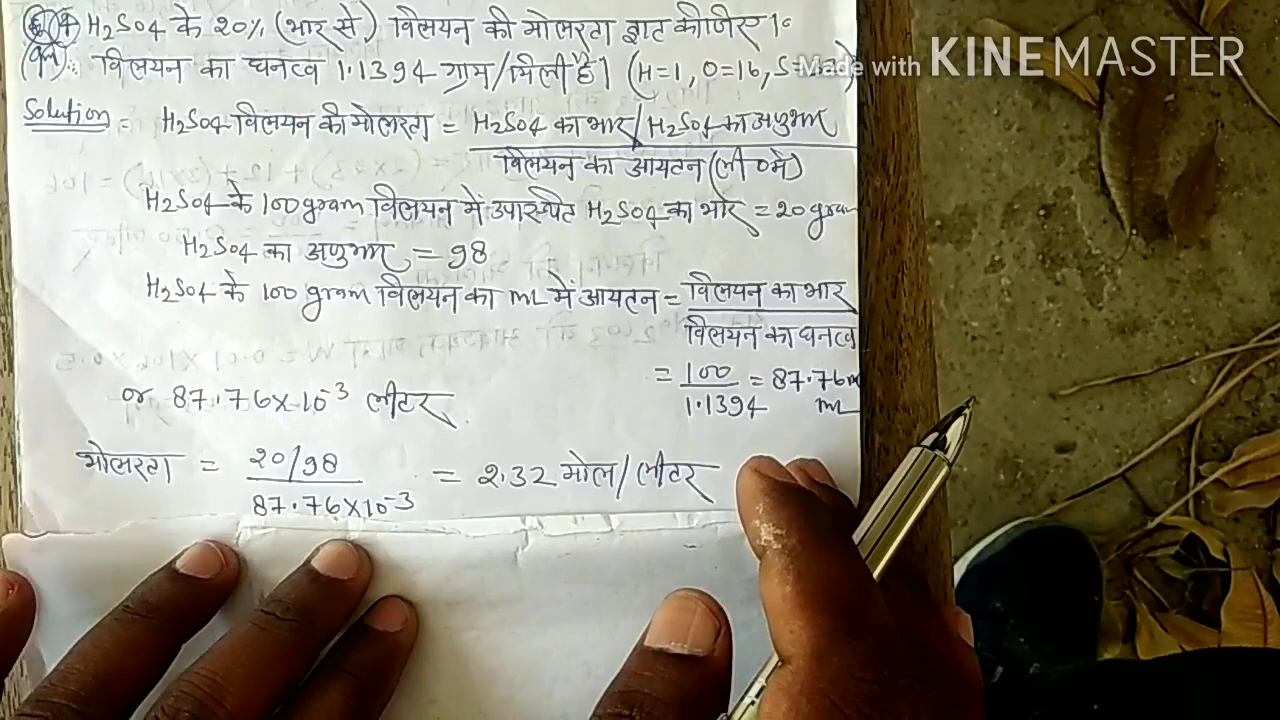 H₂SO4 के 20% (भार से) विलयन की मोलरता ज्ञात कीजिए।
विलयन का घनत्व 1.1394 ग्राम/मिली है। (H=1, O=16,
Made with KINEMASTER
Solution = H₂SO4 विलयन की मोलरता = H₂SO4 का भार / H₂SO4 का अणुभार
विलयन का आयतन (ली० में)
H₂SO4 के 100 gram विलयन में उपस्थित H₂SO4 का भार = 20 gram
H₂SO4 का अणुभार = 98
H₂SO4 के 100 gram विलयन का mL में आयतन = विलयन का भार
विलयन का घनत्व
= 100 = 87.76
1.1394 mL
or 87.76×10⁻³ लीटर
मोलरता = 20/98 = 2.32 मोल/लीटर
87.76×10⁻³